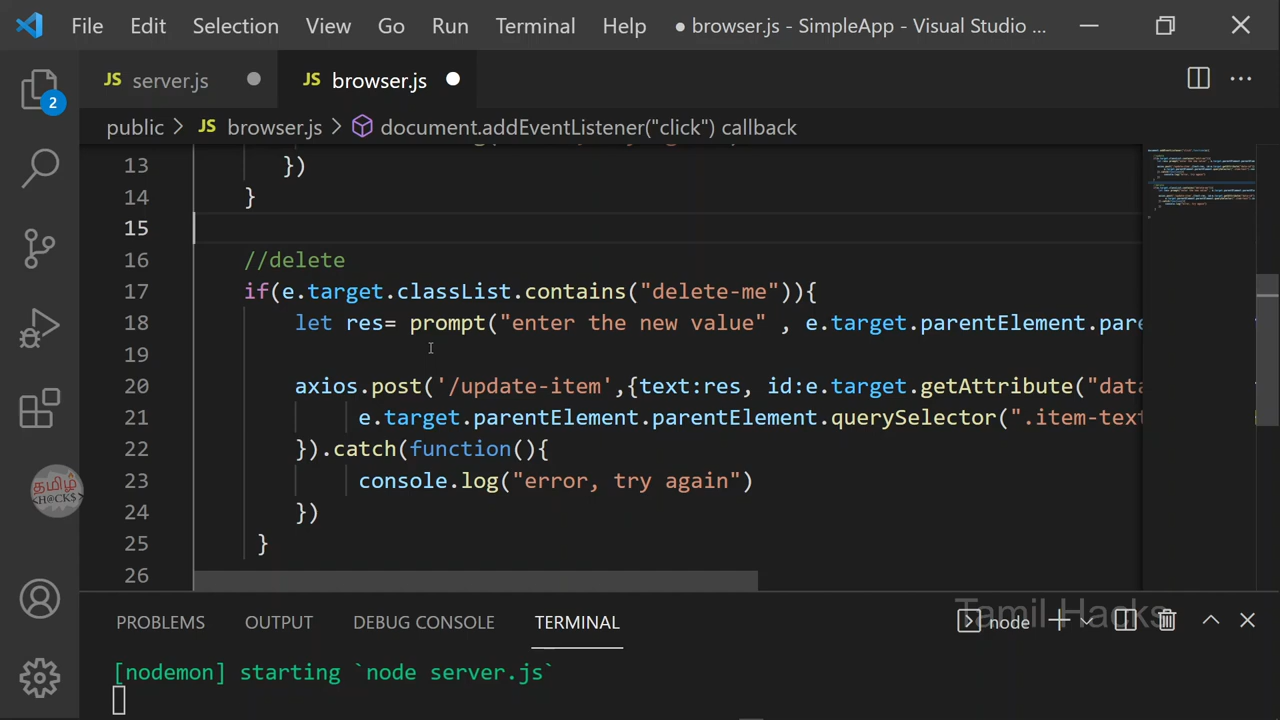 File Edit Selection View Go Run Terminal Help ● browser.js - SimpleApp - Visual Studio ...
JS server.js JS browser.js
2
public > JS browser.js > document.addEventListener("click") callback
13 })
14 }
15
16 //delete
17 if(e.target.classList.contains("delete-me")){
18 let res= prompt("enter the new value" , e.target.parentElement.pare
19
20 axios.post('/update-item',{text:res, id:e.target.getAttribute("data
21 e.target.parentElement.parentElement.querySelector(".item-text
22 }).catch(function(){
23 console.log("error, try again")
24 })
25 }
26
தமிழ்
<H@CK$>
Tamil Hacks
PROBLEMS OUTPUT DEBUG CONSOLE TERMINAL node
[nodemon] starting `node server.js`